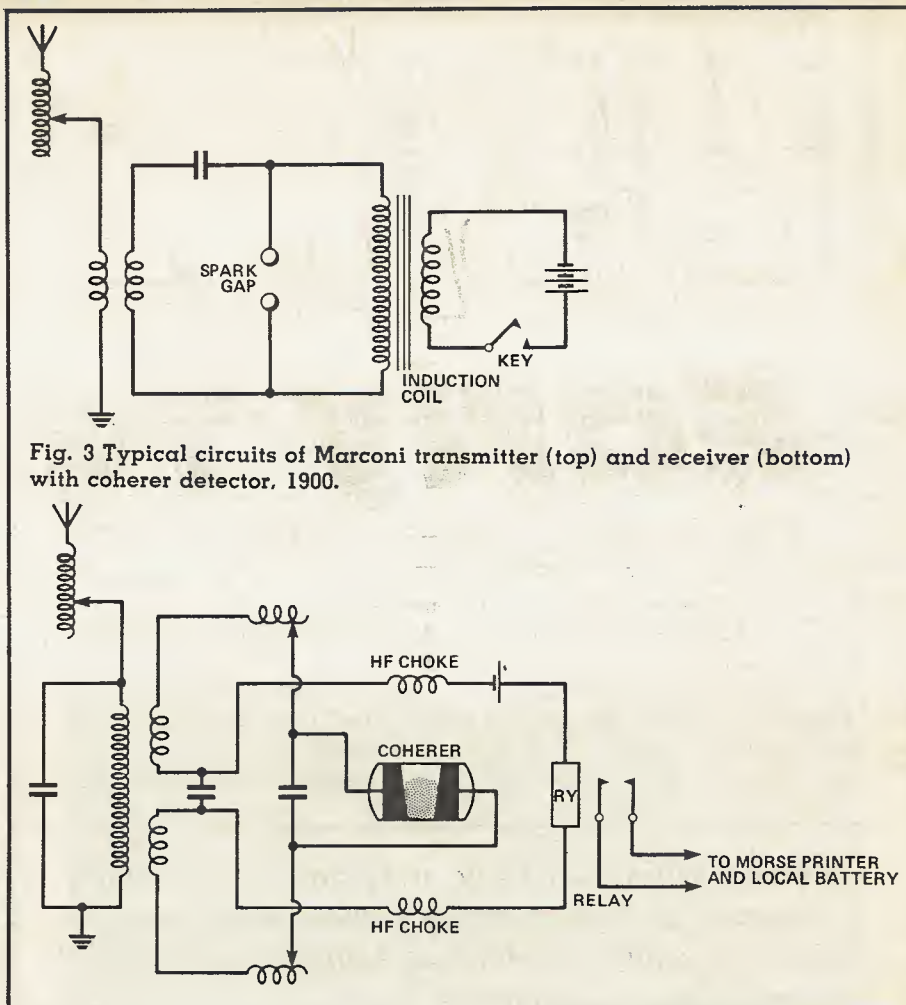 SPARK
GAP
KEY
INDUCTION
COIL
Fig. 3 Typical circuits of Marconi transmitter (top) and receiver (bottom)
with coherer detector, 1900.
HF CHOKE
COHERER
RY
TO MORSE PRINTER
AND LOCAL BATTERY
RELAY
HF CHOKE